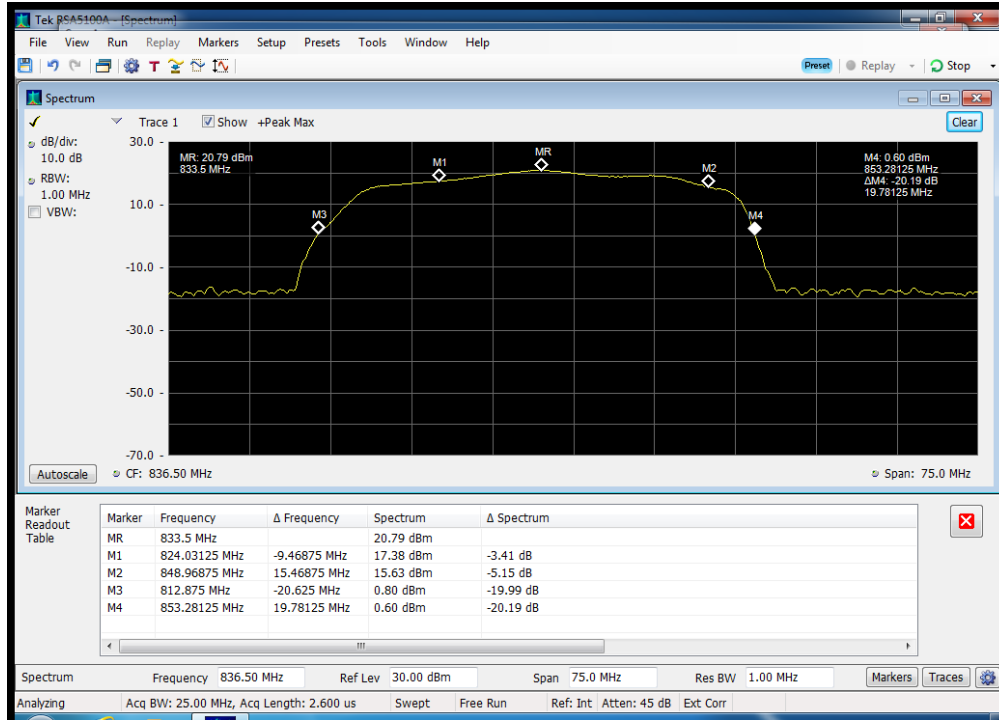 Tek RSA5100A - [Spectrum]
File View Run Replay Markers Setup Presets Tools Window Help
T Preset Replay Stop
Spectrum
Trace 1 Show +Peak Max Clear
dB/div:
10.0 dB
RBW:
1.00 MHz
VBW:
30.0
10.0
-10.0
-30.0
-50.0
-70.0
MR: 20.79 dBm
833.5 MHz
M4: 0.60 dBm
853.28125 MHz
ΔM4: -20.19 dB
19.78125 MHz
M3
M1
MR
M2
M4
Autoscale CF: 836.50 MHz Span: 75.0 MHz
Marker
Readout
Table
Marker Frequency Δ Frequency Spectrum Δ Spectrum
MR 833.5 MHz 20.79 dBm
M1 824.03125 MHz -9.46875 MHz 17.38 dBm -3.41 dB
M2 848.96875 MHz 15.46875 MHz 15.63 dBm -5.15 dB
M3 812.875 MHz -20.625 MHz 0.80 dBm -19.99 dB
M4 853.28125 MHz 19.78125 MHz 0.60 dBm -20.19 dB
Spectrum Frequency 836.50 MHz Ref Lev 30.00 dBm Span 75.0 MHz Res BW 1.00 MHz Markers Traces
Analyzing Acq BW: 25.00 MHz, Acq Length: 2.600 us Swept Free Run Ref: Int Atten: 45 dB Ext Corr